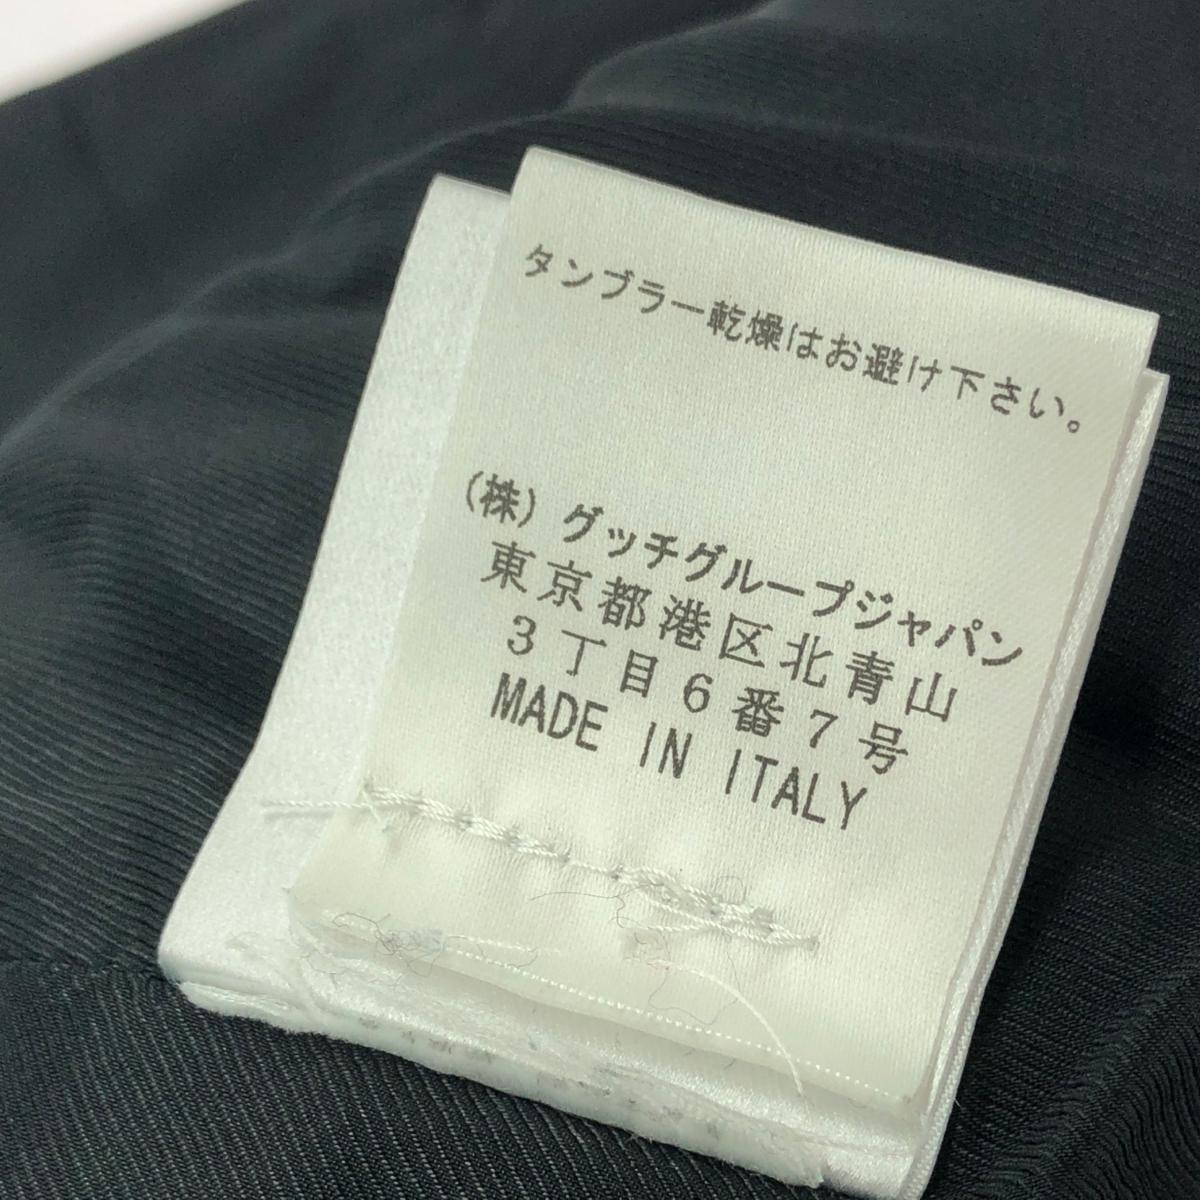 タンブラー乾燥はお避け下さい。
(株)グッチグループジャパン
東京都港区北青山
3丁目6番7号
MADE IN ITALY